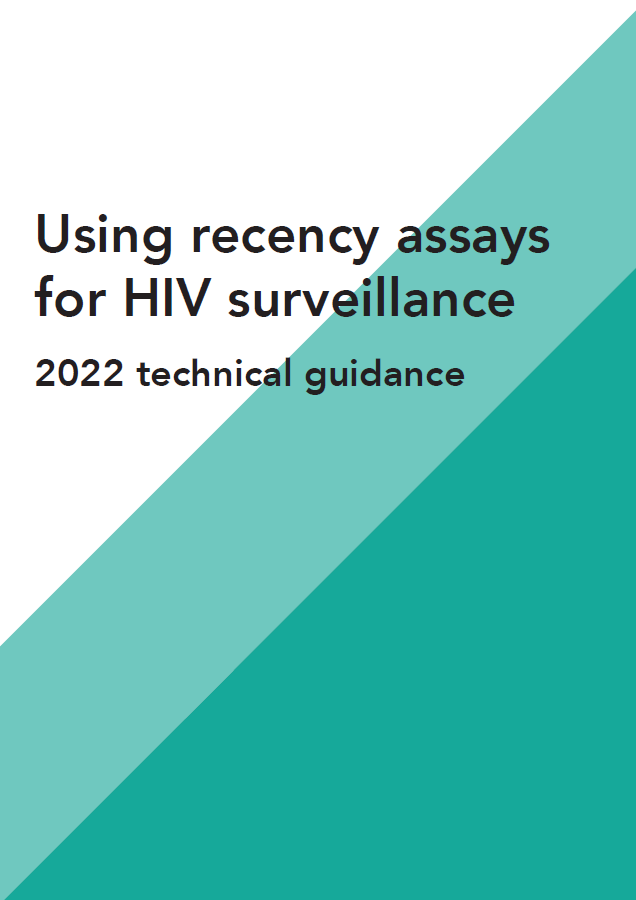 Using recency assays
for HIV surveillance
2022 technical guidance